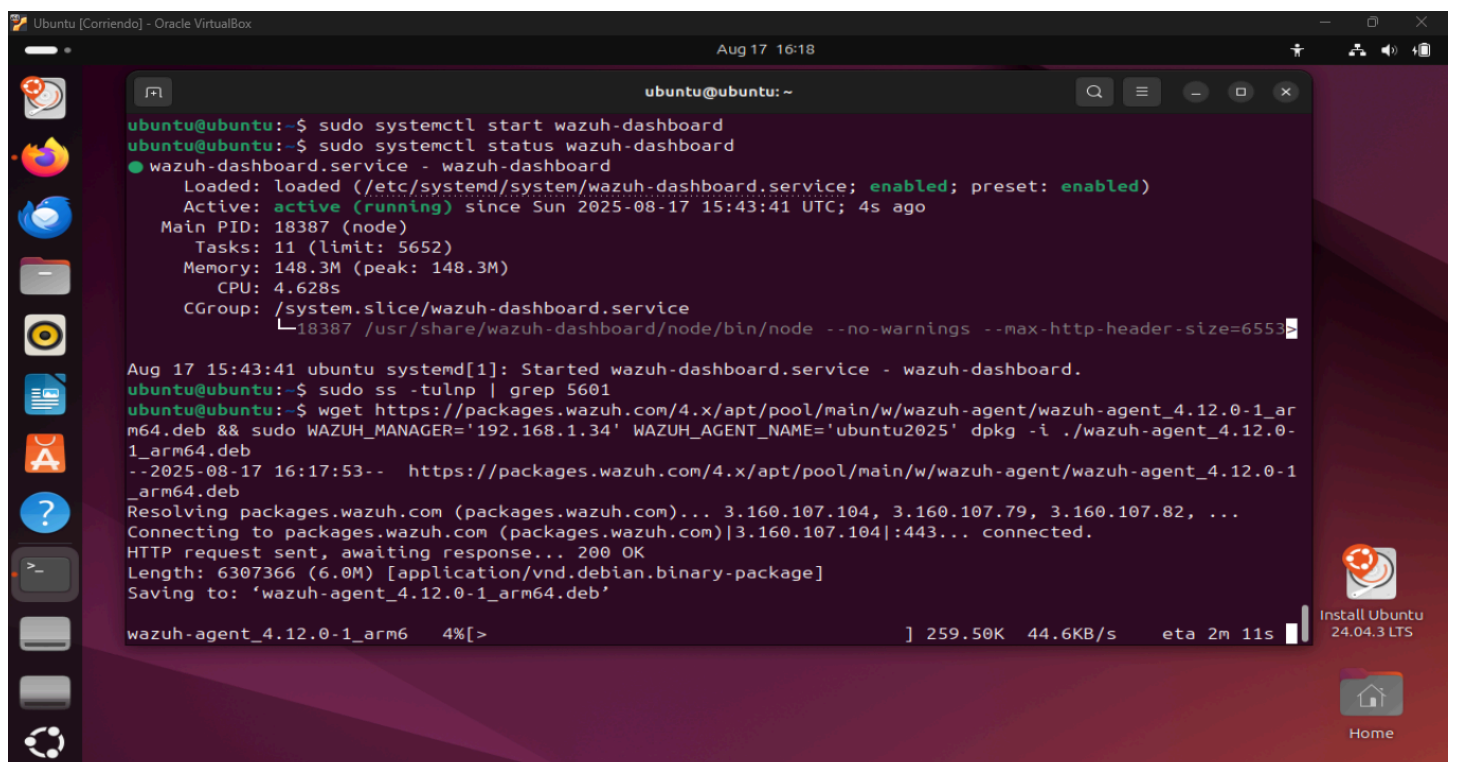 Ubuntu [Corriendo] - Oracle VirtualBox
Aug 17 16:18
ubuntu@ubuntu: ~
ubuntu@ubuntu:~$ sudo systemctl start wazuh-dashboard
ubuntu@ubuntu:~$ sudo systemctl status wazuh-dashboard
● wazuh-dashboard.service - wazuh-dashboard
Loaded: loaded (/etc/systemd/system/wazuh-dashboard.service; enabled; preset: enabled)
Active: active (running) since Sun 2025-08-17 15:43:41 UTC; 4s ago
Main PID: 18387 (node)
Tasks: 11 (limit: 5652)
Memory: 148.3M (peak: 148.3M)
CPU: 4.628s
CGroup: /system.slice/wazuh-dashboard.service
└─18387 /usr/share/wazuh-dashboard/node/bin/node --no-warnings --max-http-header-size=6553>
Aug 17 15:43:41 ubuntu systemd[1]: Started wazuh-dashboard.service - wazuh-dashboard.
ubuntu@ubuntu:~$ sudo ss -tulnp | grep 5601
ubuntu@ubuntu:~$ wget https://packages.wazuh.com/4.x/apt/pool/main/w/wazuh-agent/wazuh-agent_4.12.0-1_ar
m64.deb && sudo WAZUH_MANAGER='192.168.1.34' WAZUH_AGENT_NAME='ubuntu2025' dpkg -i ./wazuh-agent_4.12.0-
1_arm64.deb
--2025-08-17 16:17:53-- https://packages.wazuh.com/4.x/apt/pool/main/w/wazuh-agent/wazuh-agent_4.12.0-1
_arm64.deb
Resolving packages.wazuh.com (packages.wazuh.com)... 3.160.107.104, 3.160.107.79, 3.160.107.82, ...
Connecting to packages.wazuh.com (packages.wazuh.com)|3.160.107.104|:443... connected.
HTTP request sent, awaiting response... 200 OK
Length: 6307366 (6.0M) [application/vnd.debian.binary-package]
Saving to: ‘wazuh-agent_4.12.0-1_arm64.deb’
wazuh-agent_4.12.0-1_arm6 4%[> ] 259.50K 44.6KB/s eta 2m 11s
Install Ubuntu
24.04.3 LTS
Home